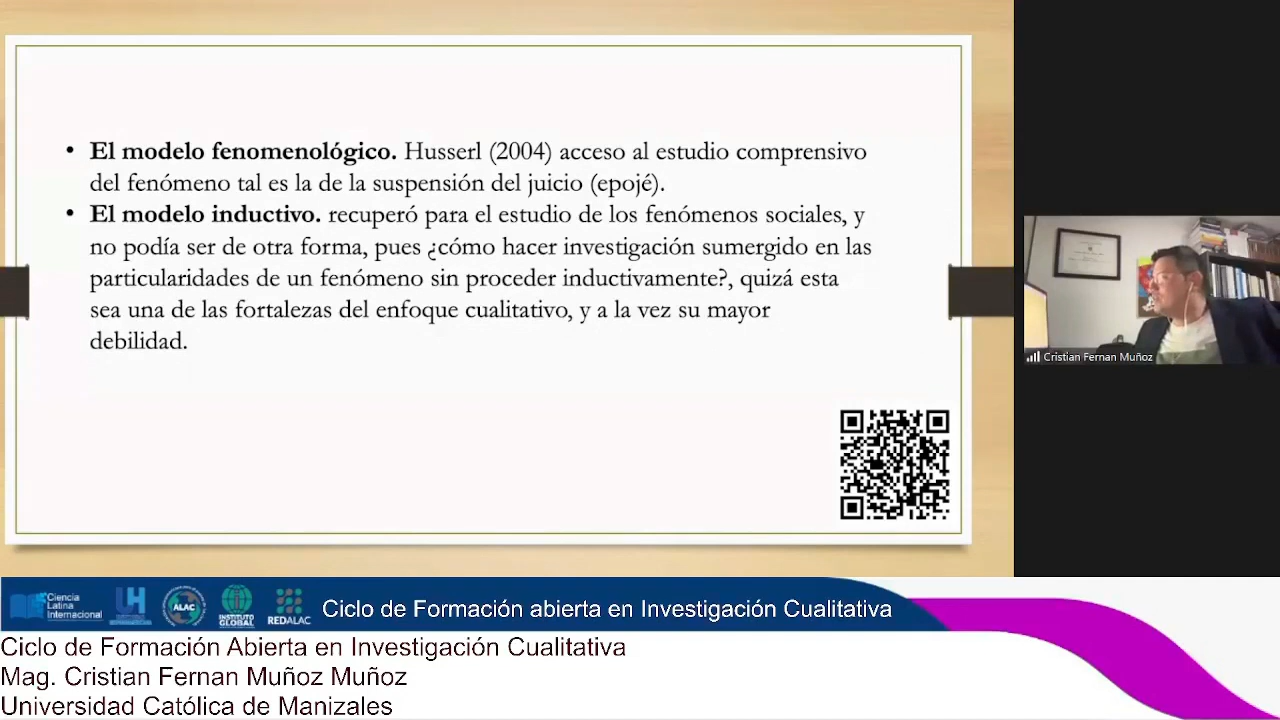 • El modelo fenomenológico. Husserl (2004) acceso al estudio comprensivo
del fenómeno tal es la de la suspensión del juicio (epojé).
• El modelo inductivo. recuperó para el estudio de los fenómenos sociales, y
no podía ser de otra forma, pues ¿cómo hacer investigación sumergido en las
particularidades de un fenómeno sin proceder inductivamente?, quizá esta
sea una de las fortalezas del enfoque cualitativo, y a la vez su mayor
debilidad.
Cristian Fernan Muñoz
Ciencia
Latina
Internacional
UH
ALAC
INSTITUTO
GLOBAL
REDALAC
Ciclo de Formación abierta en Investigación Cualitativa
Ciclo de Formación Abierta en Investigación Cualitativa
Mag. Cristian Fernan Muñoz Muñoz
Universidad Católica de Manizales